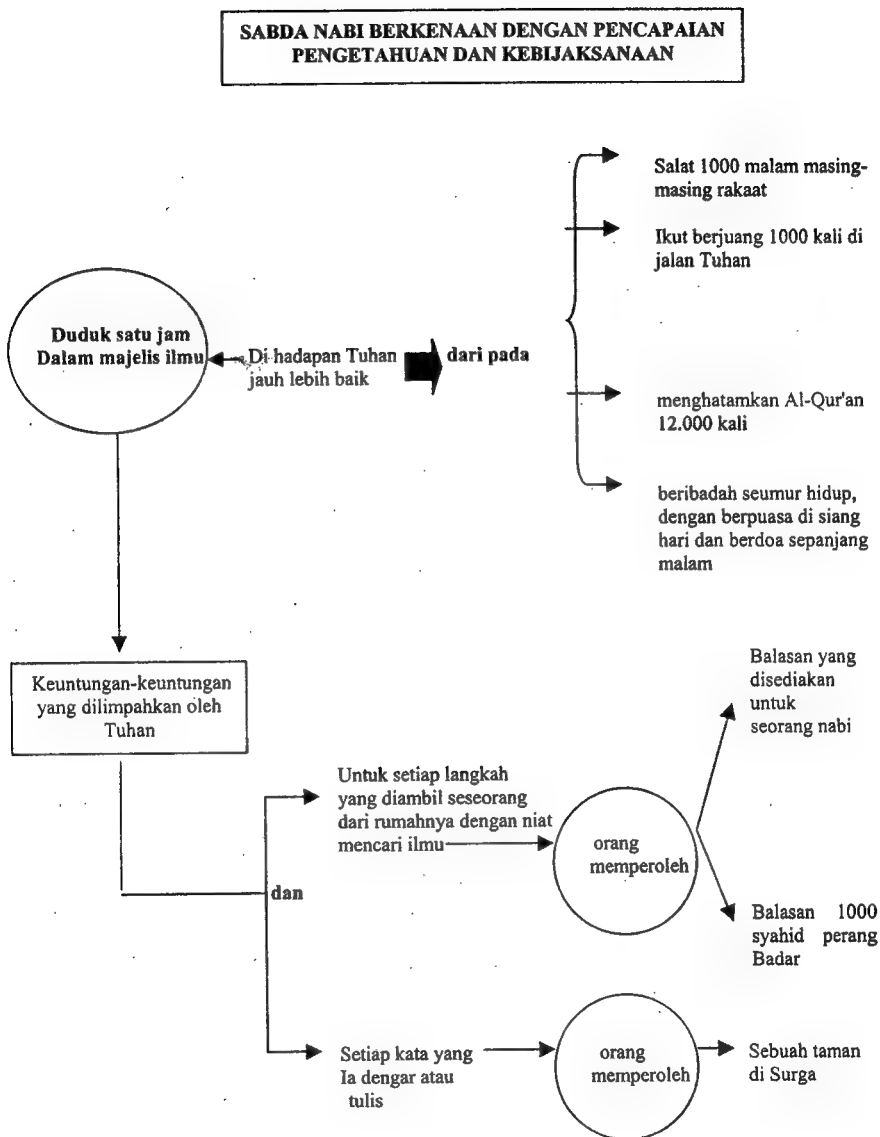 SABDA NABI BERKENAAN DENGAN PENCAPAIAN
PENGETAHUAN DAN KEBIJAKSANAAN
Salat 1000 malam masing-
masing rakaat
Ikut berjuang 1000 kali di
jalan Tuhan
Duduk satu jam
Dalam majelis ilmu
Di hadapan Tuhan
jauh lebih baik
dari pada
menghatamkan Al-Qur'an
12.000 kali
beribadah seumur hidup,
dengan berpuasa di siang
hari dan berdoa sepanjang
malam
Keuntungan-keuntungan
yang dilimpahkan oleh
Tuhan
Balasan yang
disediakan
untuk
seorang nabi
Untuk setiap langkah
yang diambil seseorang
dari rumahnya dengan niat
mencari ilmu
orang
memperoleh
dan
Balasan 1000
syahid perang
Badar
Setiap kata yang
Ia dengar atau
tulis
orang
memperoleh
Sebuah taman
di Surga